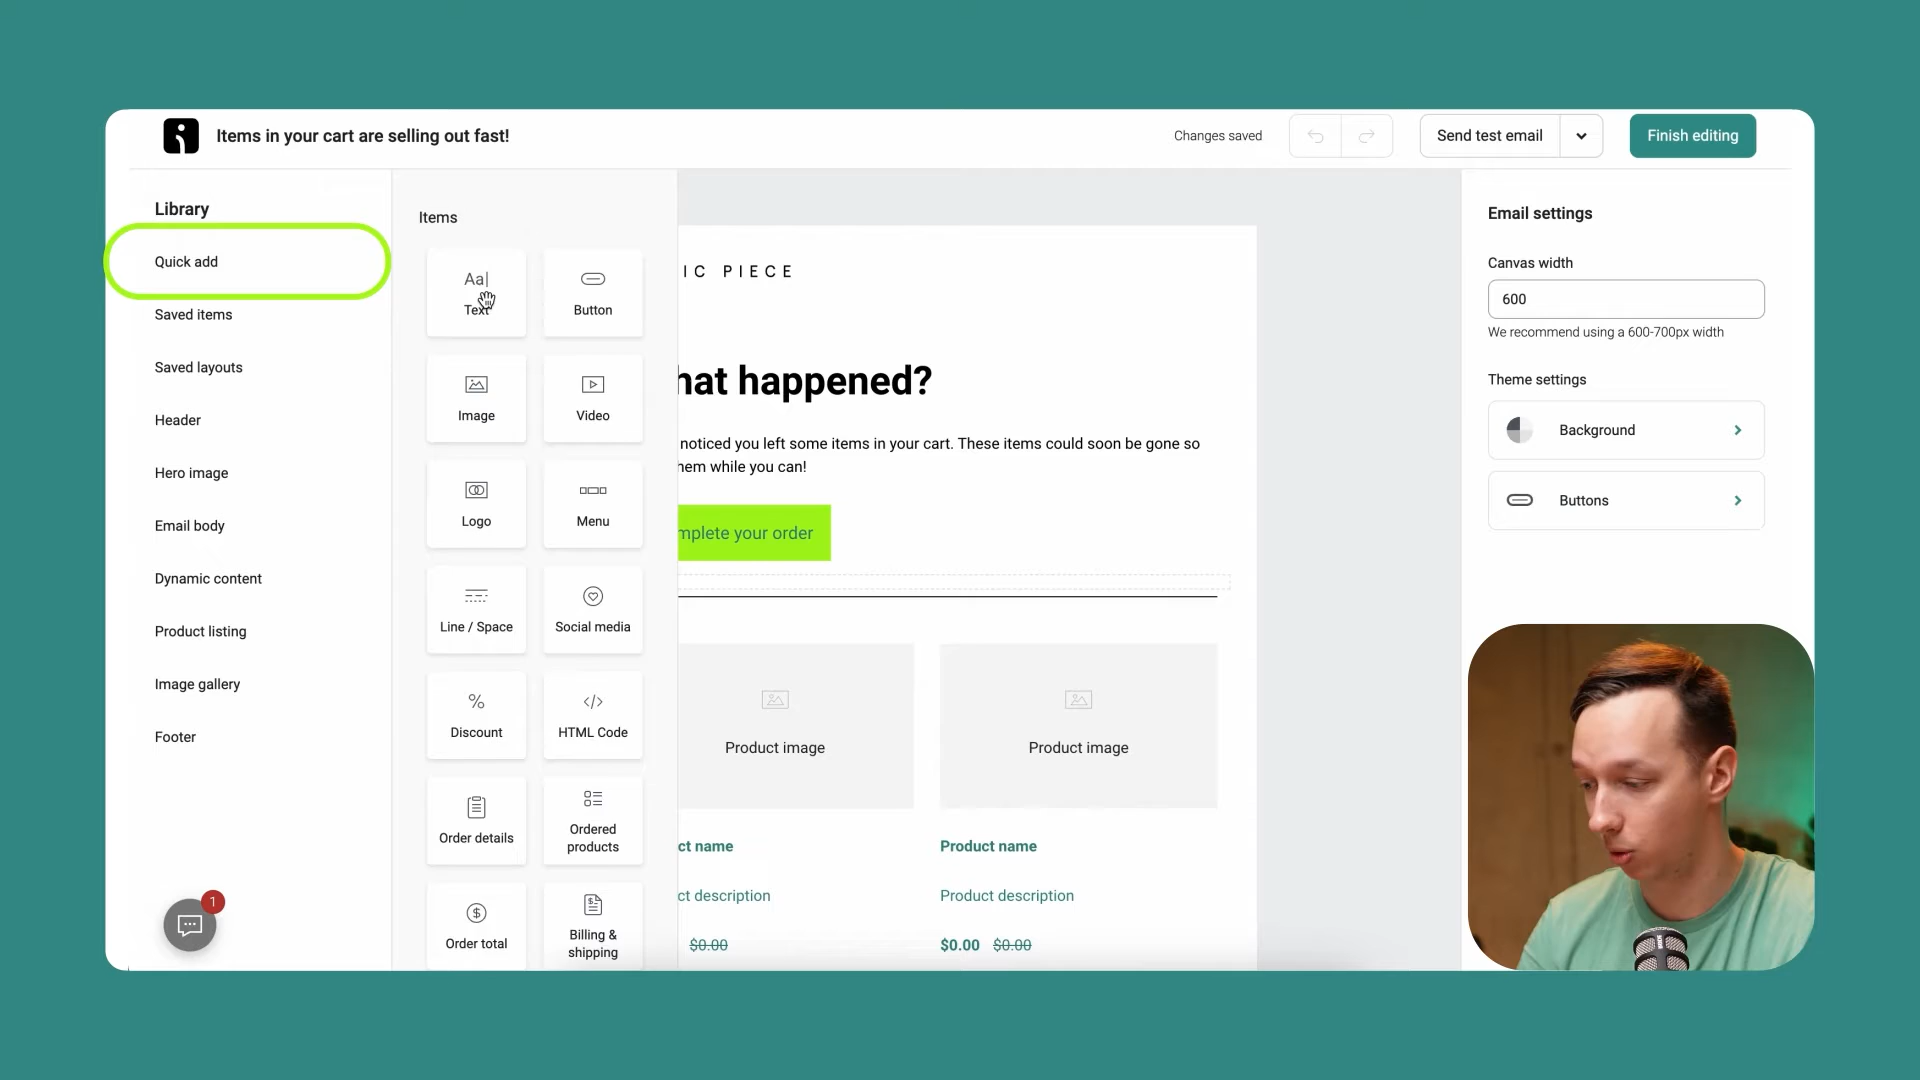 Items in your cart are selling out fast!
Changes saved
Send test email
Finish editing
Library
Quick add
Saved items
Saved layouts
Header
Hero image
Email body
Dynamic content
Product listing
Image gallery
Footer
1
Items
Aa|
Text
Button
Image
Video
Logo
Menu
Line / Space
Social media
%
Discount
</>
HTML Code
Order details
Ordered
products
$
Order total
$
Billing &
shipping
IC PIECE
hat happened?
noticed you left some items in your cart. These items could soon be gone so
hem while you can!
mplete your order
Product image
Product image
ct name
Product name
ct description
Product description
$0.00
$0.00 $0.00
Email settings
Canvas width
600
We recommend using a 600-700px width
Theme settings
Background
Buttons